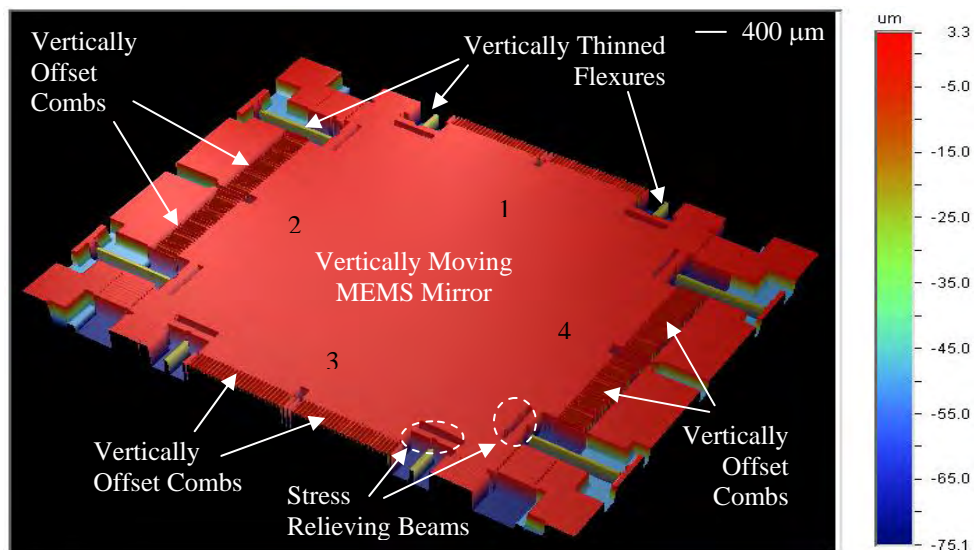 Vertically
Offset
Combs
Vertically Thinned
Flexures
400 μm
1
2
Vertically Moving
MEMS Mirror
3
4
Vertically
Offset Combs
Stress
Relieving Beams
Vertically
Offset
Combs
um
3.3
-5.0
-15.0
-25.0
-35.0
-45.0
-55.0
-65.0
-75.1